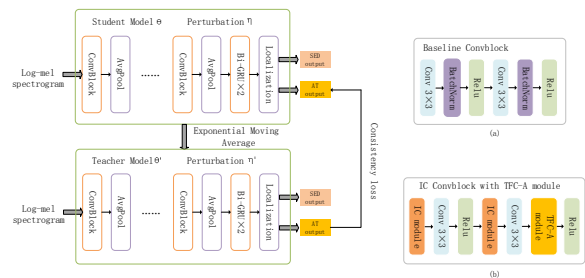 Student Model θ
Perturbation η
Log-mel
spectrogram
ConvBlock
AvgPool
......
ConvBlock
AvgPool
Bi-GRU×2
Localization
SED
output
AT
output
Exponential Moving
Average
Consistency loss
Teacher Model θ'
Perturbation η'
Log-mel
spectrogram
ConvBlock
AvgPool
......
ConvBlock
AvgPool
Bi-GRU×2
Localization
SED
output
AT
output
Baseline Convblock
Conv 3×3
BatchNorm
Relu
Conv 3×3
BatchNorm
Relu
(a)
IC Convblock with TFC-A module
IC module
Conv 3×3
Relu
IC module
Conv 3×3
TFC-A
module
Relu
(b)